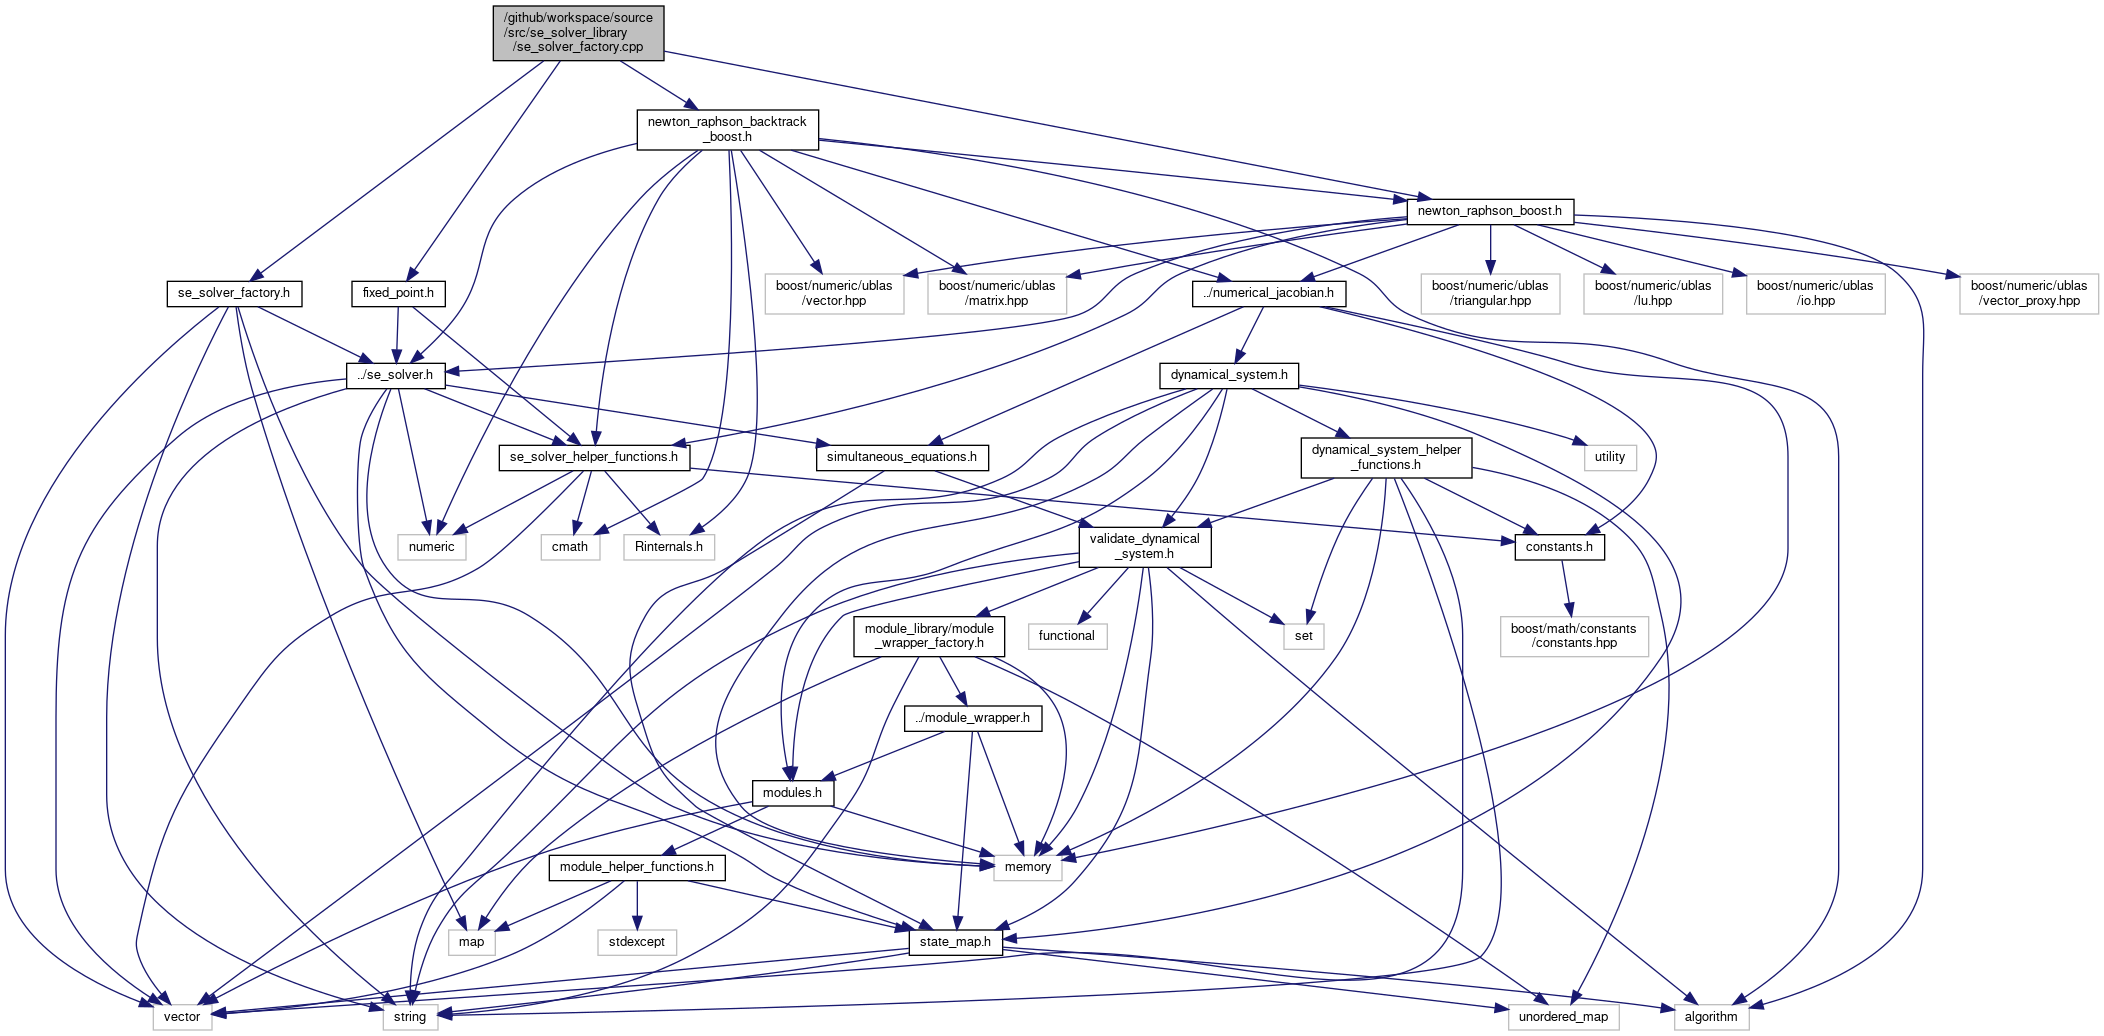 /github/workspace/source
/src/se_solver_library
/se_solver_factory.cpp
newton_raphson_backtrack
_boost.h
newton_raphson_boost.h
se_solver_factory.h
fixed_point.h
boost/numeric/ublas
/vector.hpp
boost/numeric/ublas
/matrix.hpp
../numerical_jacobian.h
boost/numeric/ublas
/triangular.hpp
boost/numeric/ublas
/lu.hpp
boost/numeric/ublas
/io.hpp
boost/numeric/ublas
/vector_proxy.hpp
../se_solver.h
dynamical_system.h
se_solver_helper_functions.h
simultaneous_equations.h
dynamical_system_helper
_functions.h
utility
numeric
cmath
Rinternals.h
validate_dynamical
_system.h
constants.h
module_library/module
_wrapper_factory.h
functional
set
boost/math/constants
/constants.hpp
../module_wrapper.h
modules.h
module_helper_functions.h
memory
map
stdexcept
state_map.h
vector
string
unordered_map
algorithm